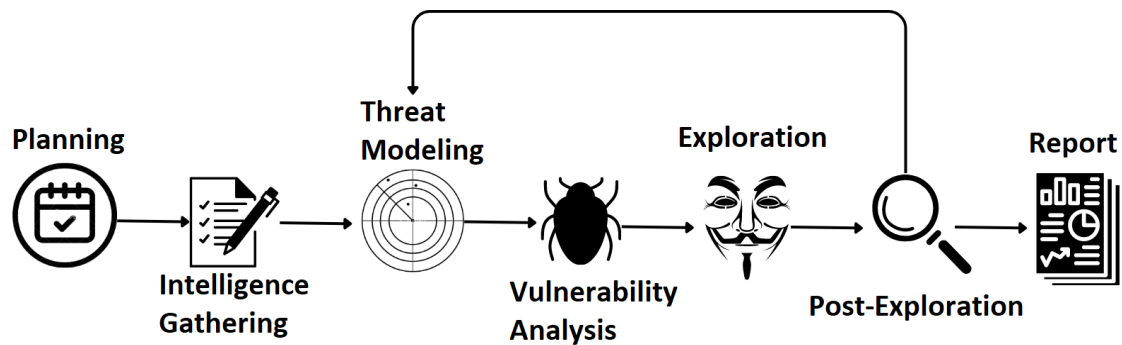 Planning
Intelligence
Gathering
Threat
Modeling
Vulnerability
Analysis
Exploration
Post-Exploration
Report